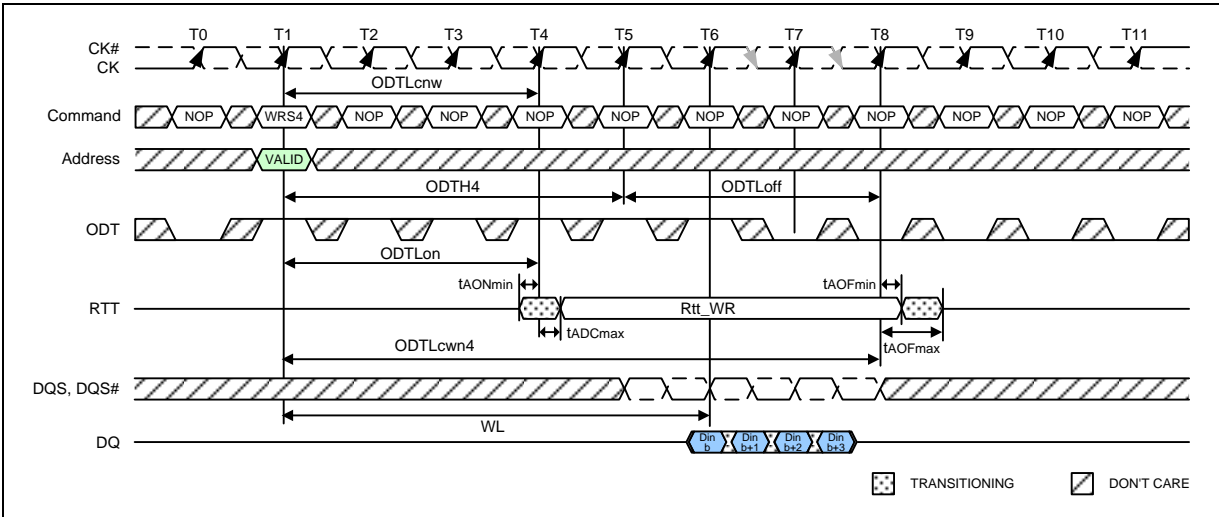 T0 T1 T2 T3 T4 T5 T6 T7 T8 T9 T10 T11
CK#
CK
ODTLcnw
Command NOP WRS4 NOP NOP NOP NOP NOP NOP NOP NOP NOP NOP
Address VALID
ODTH4 ODTLoff
ODT
ODTLon
tAONmin tAOFmin
RTT Rtt_WR
tADCmax
ODTLcwn4 tAOFmax
DQS, DQS#
WL
DQ Din b Din b+1 Din b+2 Din b+3
TRANSITIONING DON'T CARE